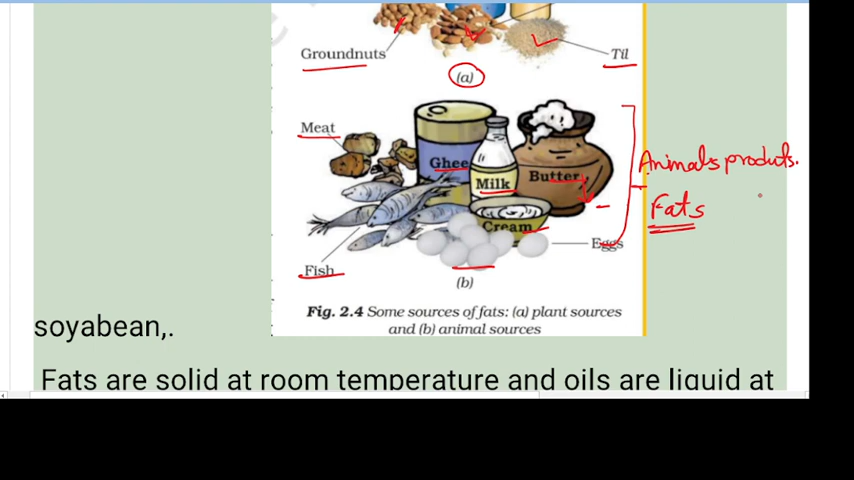 Groundnuts
Til
(a)
Meat
Ghee
Milk
Butter
Cream
Eggs
Fish
(b)
Animals produts.
Fats
Fig. 2.4 Some sources of fats: (a) plant sources
and (b) animal sources
soyabean,.
Fats are solid at room temperature and oils are liquid at